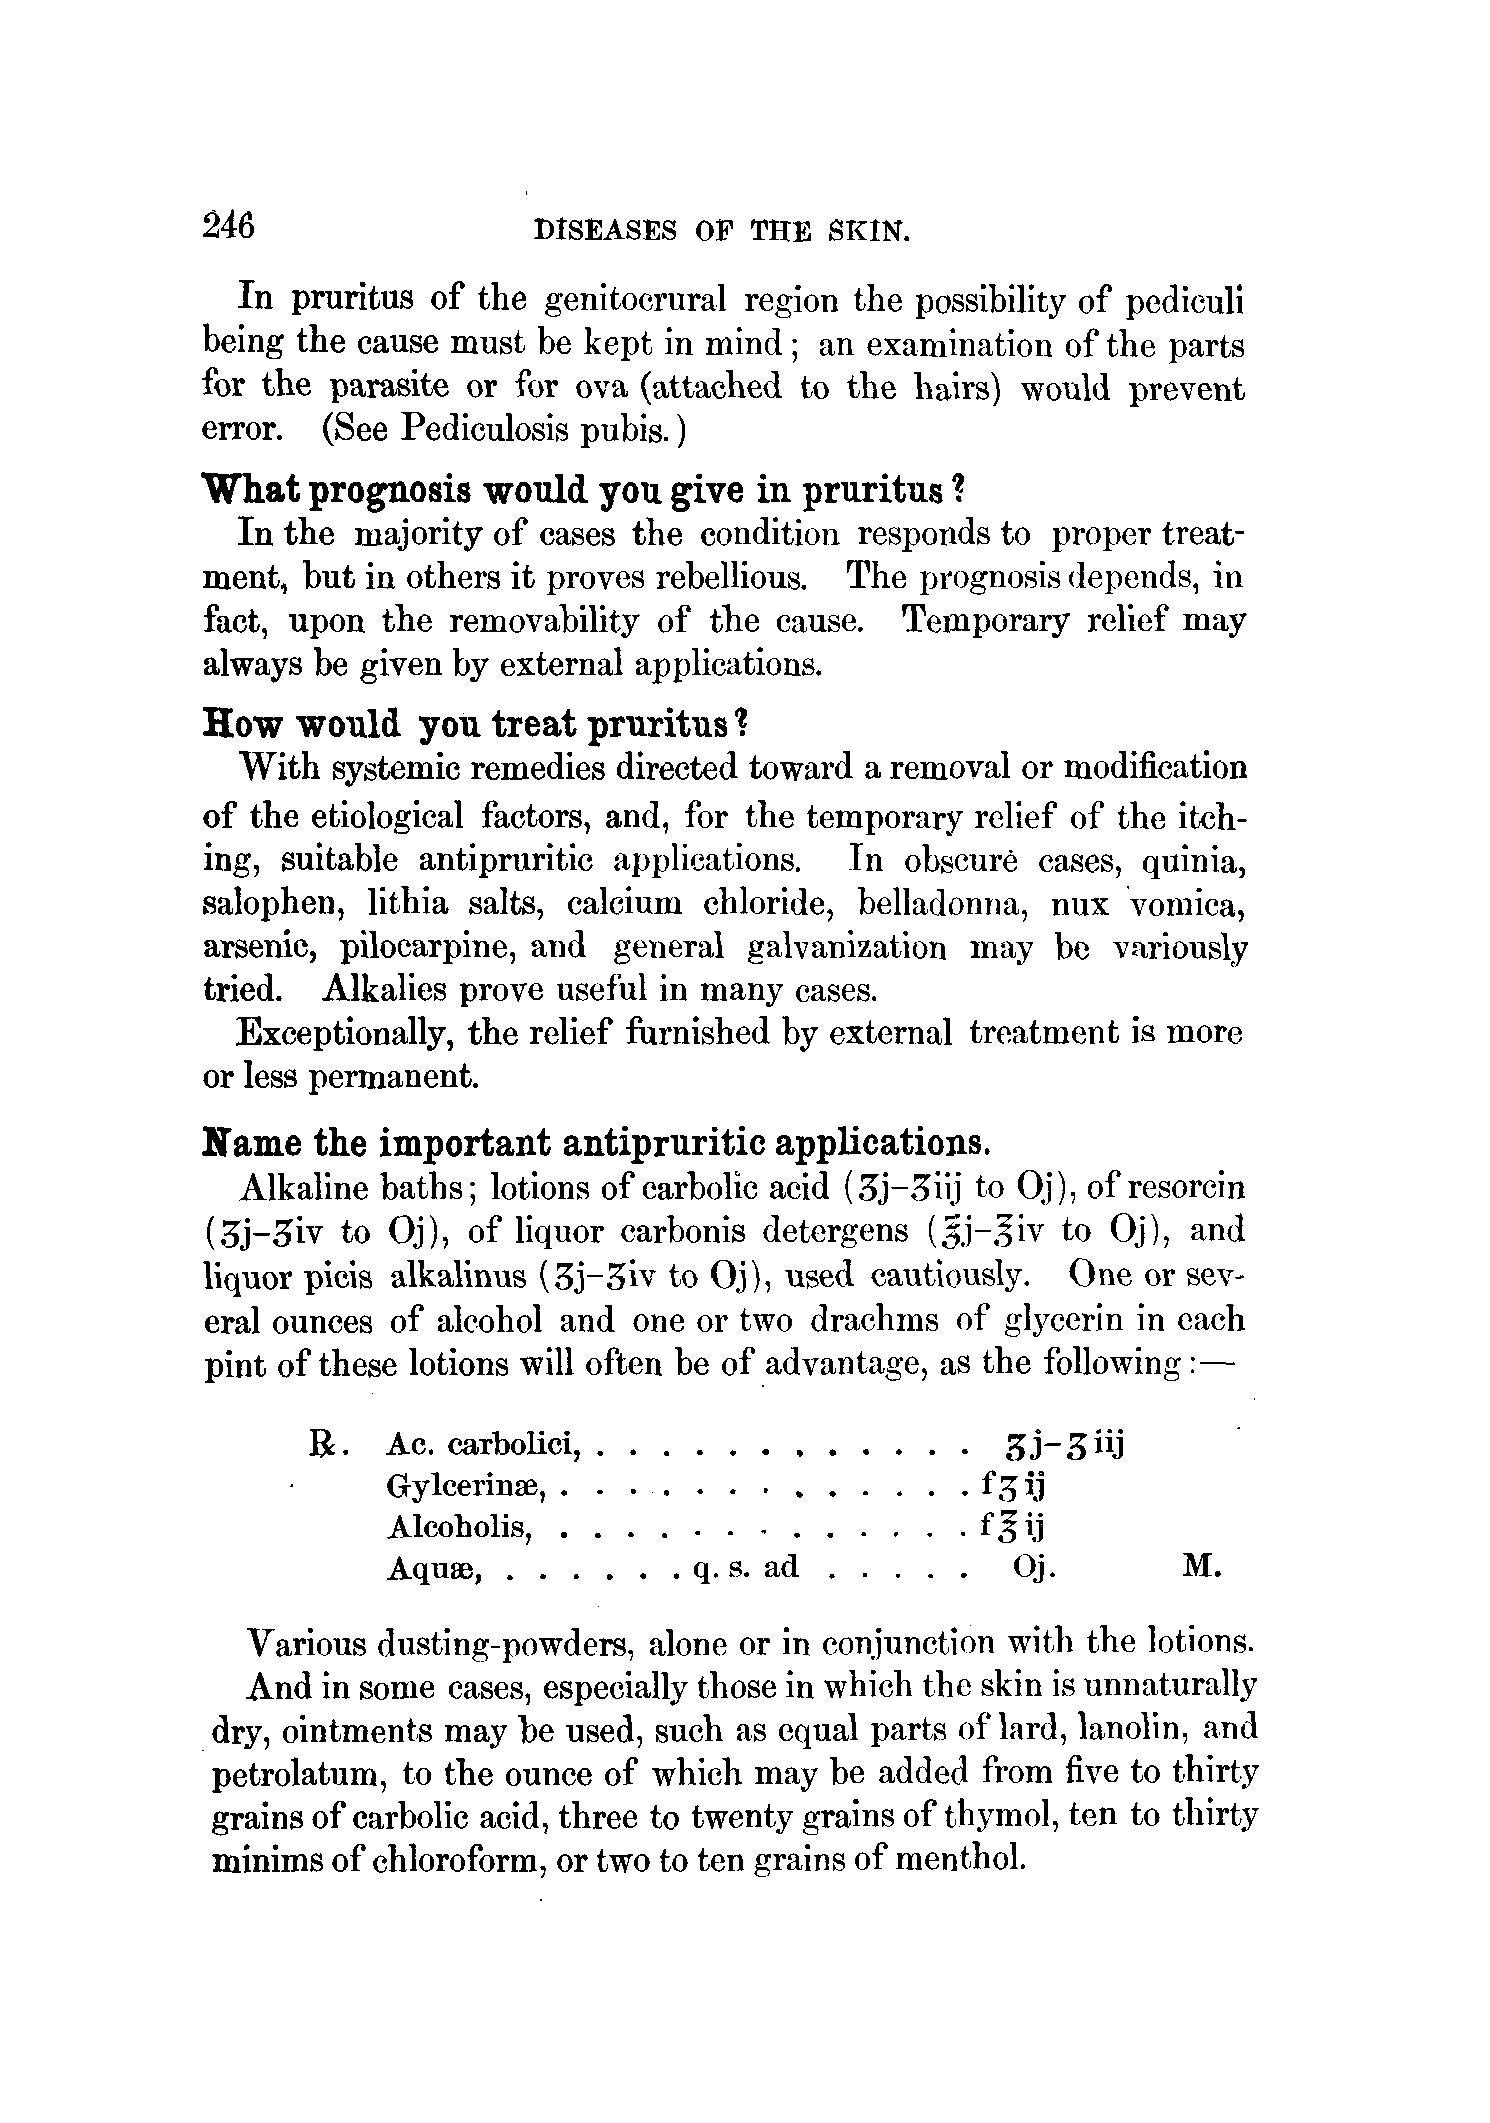 246 DISEASES OF THE SKIN.
In pruritus of the genitocrural region the possibility of pediculi
being the cause must be kept in mind; an examination of the parts
for the parasite or for ova (attached to the hairs) would prevent
error. (See Pediculosis pubis.)
What prognosis would you give in pruritus?
In the majority of cases the condition responds to proper treat-
ment, but in others it proves rebellious. The prognosis depends, in
fact, upon the removability of the cause. Temporary relief may
always be given by external applications.
How would you treat pruritus?
With systemic remedies directed toward a removal or modification
of the etiological factors, and, for the temporary relief of the itch-
ing, suitable antipruritic applications. In obscure cases, quinia,
salophen, lithia salts, calcium chloride, belladonna, nux vomica,
arsenic, pilocarpine, and general galvanization may be variously
tried. Alkalies prove useful in many cases.
Exceptionally, the relief furnished by external treatment is more
or less permanent.
Name the important antipruritic applications.
Alkaline baths; lotions of carbolic acid (ʒj–ʒiij to Oj), of resorcin
(ʒj–ʒiv to Oj), of liquor carbonis detergens (℥j–℥iv to Oj), and
liquor picis alkalinus (ʒj–ʒiv to Oj), used cautiously. One or sev-
eral ounces of alcohol and one or two drachms of glycerin in each
pint of these lotions will often be of advantage, as the following:—
℞. Ac. carbolici, . . . . . . . . . . . . ʒj–ʒiij
Gylcerinæ, . . . . . . . . . . . . . fʒij
Alcoholis, . . . . . . . . . . . . . f℥ij
Aquæ, . . . . . . q. s. ad . . . . . Oj. M.
Various dusting-powders, alone or in conjunction with the lotions.
And in some cases, especially those in which the skin is unnaturally
dry, ointments may be used, such as equal parts of lard, lanolin, and
petrolatum, to the ounce of which may be added from five to thirty
grains of carbolic acid, three to twenty grains of thymol, ten to thirty
minims of chloroform, or two to ten grains of menthol.